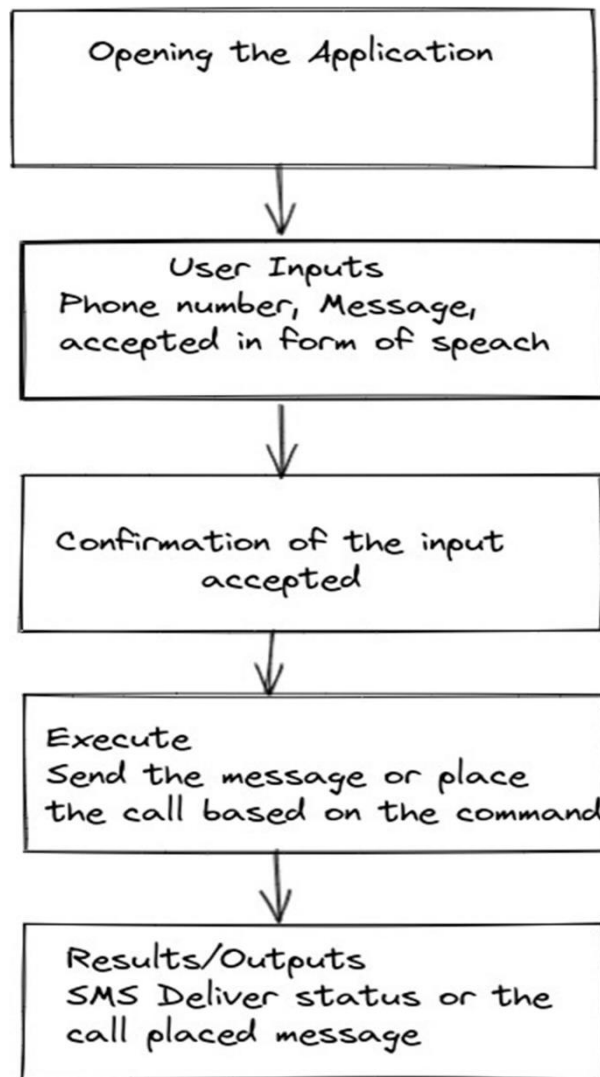 Opening the Application
User Inputs
Phone number, Message,
accepted in form of speach
Confirmation of the input
accepted
Execute
Send the message or place
the call based on the command
Results/Outputs
SMS Deliver status or the
call placed message